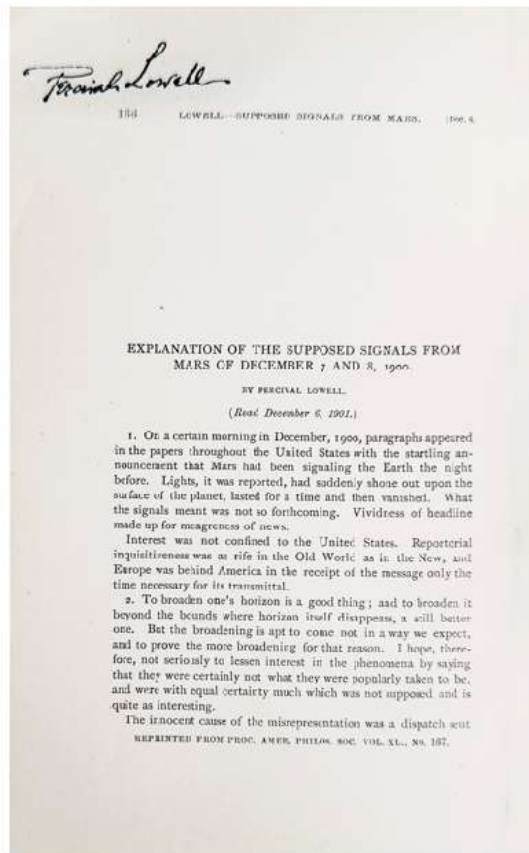 Percival Lowell
166 LOWELL—SUPPOSED SIGNALS FROM MARS. [Dec. 6,
EXPLANATION OF THE SUPPOSED SIGNALS FROM
MARS OF DECEMBER 7 AND 8, 1900.
BY PERCIVAL LOWELL.
(Read December 6, 1901.)
1. On a certain morning in December, 1900, paragraphs appeared
in the papers throughout the United States with the startling an-
nouncement that Mars had been signaling the Earth the night
before. Lights, it was reported, had suddenly shone out upon the
surface of the planet, lasted for a time and then vanished. What
the signals meant was not so forthcoming. Vividness of headline
made up for meagreness of news.
Interest was not confined to the United States. Reportorial
inquisitiveness was as rife in the Old World as in the New, and
Europe was behind America in the receipt of the message only the
time necessary for its transmittal.
2. To broaden one's horizon is a good thing; and to broaden it
beyond the bounds where horizon itself disappears, a still better
one. But the broadening is apt to come not in a way we expect,
and to prove the more broadening for that reason. I hope, there-
fore, not seriously to lessen interest in the phenomena by saying
that they were certainly not what they were popularly taken to be,
and were with equal certainty much which was not supposed and is
quite as interesting.
The innocent cause of the misrepresentation was a dispatch sent
REPRINTED FROM PROC. AMER. PHILOS. SOC. VOL. XL., No. 167.